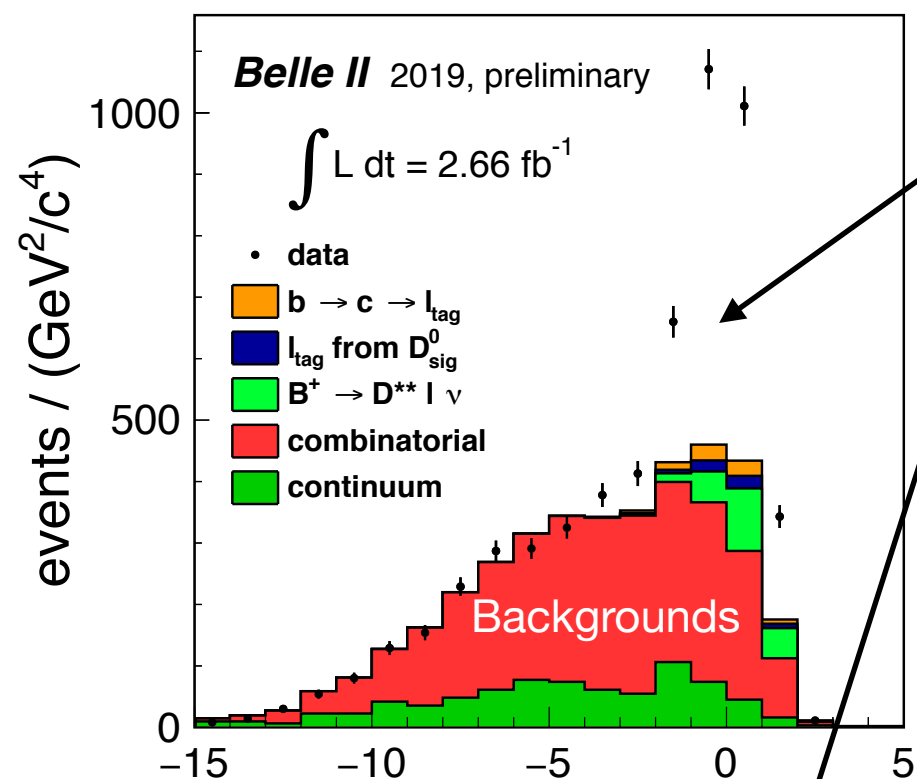 Belle II 2019, preliminary
∫ L dt = 2.66 fb⁻¹
events / (GeV²/c⁴)
1000
500
0
data
b → c → l_tag
l_tag from D⁰_sig
B⁺ → D** l ν
combinatorial
continuum
Backgrounds
−15 −10 −5 0 5